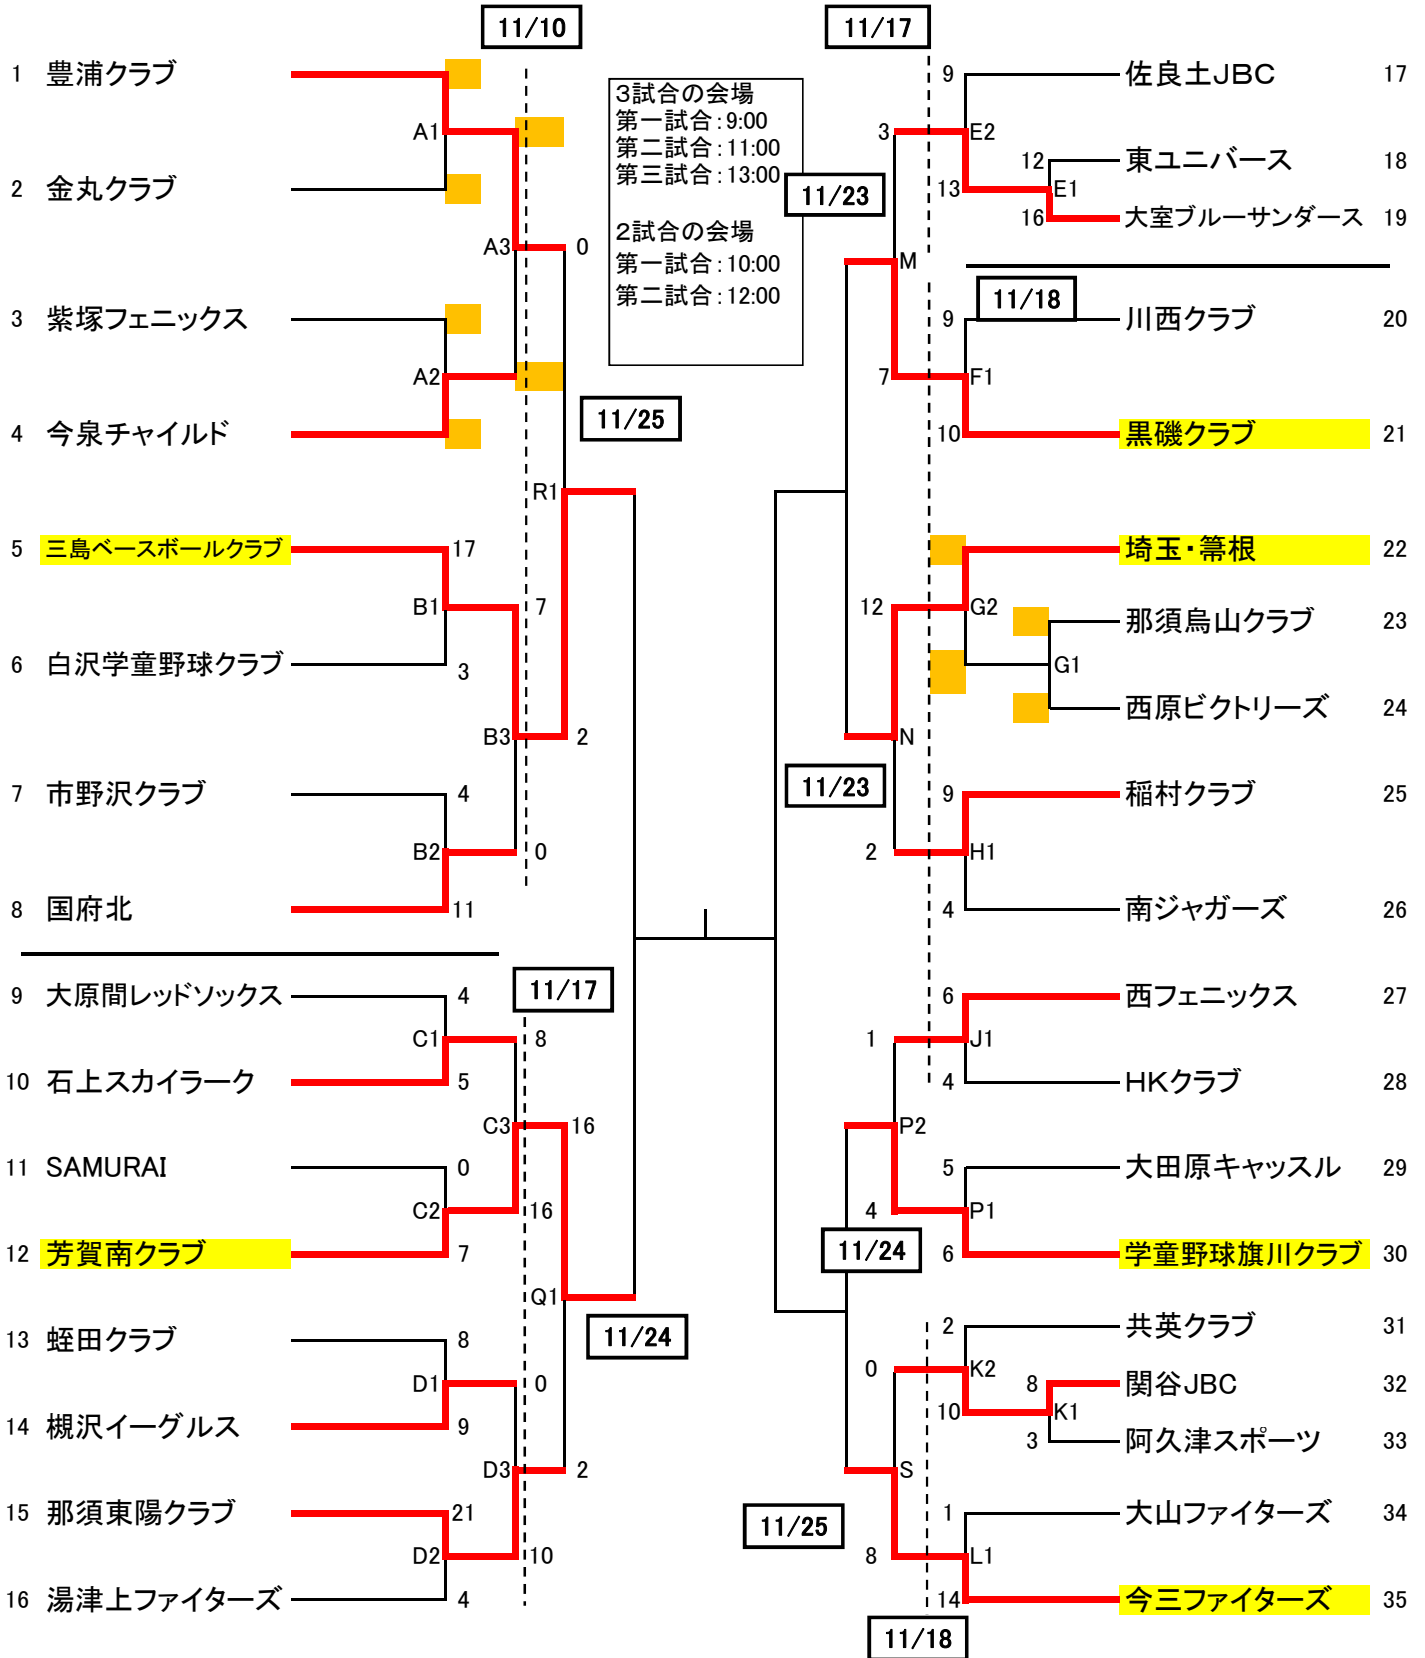 11/10
11/17
1 豊浦クラブ
A1
2 金丸クラブ
A3
0
3 紫塚フェニックス
A2
4 今泉チャイルド
11/25
R1
5 三島ベースボールクラブ
17
B1
7
6 白沢学童野球クラブ
3
B3
2
7 市野沢クラブ
4
B2
0
8 国府北
11
3試合の会場
第一試合:9:00
第二試合:11:00
第三試合:13:00
2試合の会場
第一試合:10:00
第二試合:12:00
9 大原間レッドソックス
4
11/17
C1
8
10 石上スカイラーク
5
C3
16
11 SAMURAI
0
C2
16
12 芳賀南クラブ
7
Q1
11/24
13 蛭田クラブ
8
D1
0
14 槻沢イーグルス
9
D3
2
15 那須東陽クラブ
21
D2
10
16 湯津上ファイターズ
4
9
佐良土JBC 17
3
E2
12
東ユニバース 18
11/23
13
E1
16
大室ブルーサンダース 19
M
11/18
9
川西クラブ 20
7
F1
10
黒磯クラブ 21
埼玉・箒根 22
12
G2
那須烏山クラブ 23
G1
西原ビクトリーズ 24
N
11/23
9
稲村クラブ 25
2
H1
4
南ジャガーズ 26
6
西フェニックス 27
1
J1
4
HKクラブ 28
P2
5
大田原キャッスル 29
4
P1
11/24
6
学童野球旗川クラブ 30
2
共英クラブ 31
0
K2
8
関谷JBC 32
10
K1
3
阿久津スポーツ 33
S
11/25
1
大山ファイターズ 34
8
L1
14
今三ファイターズ 35
11/18